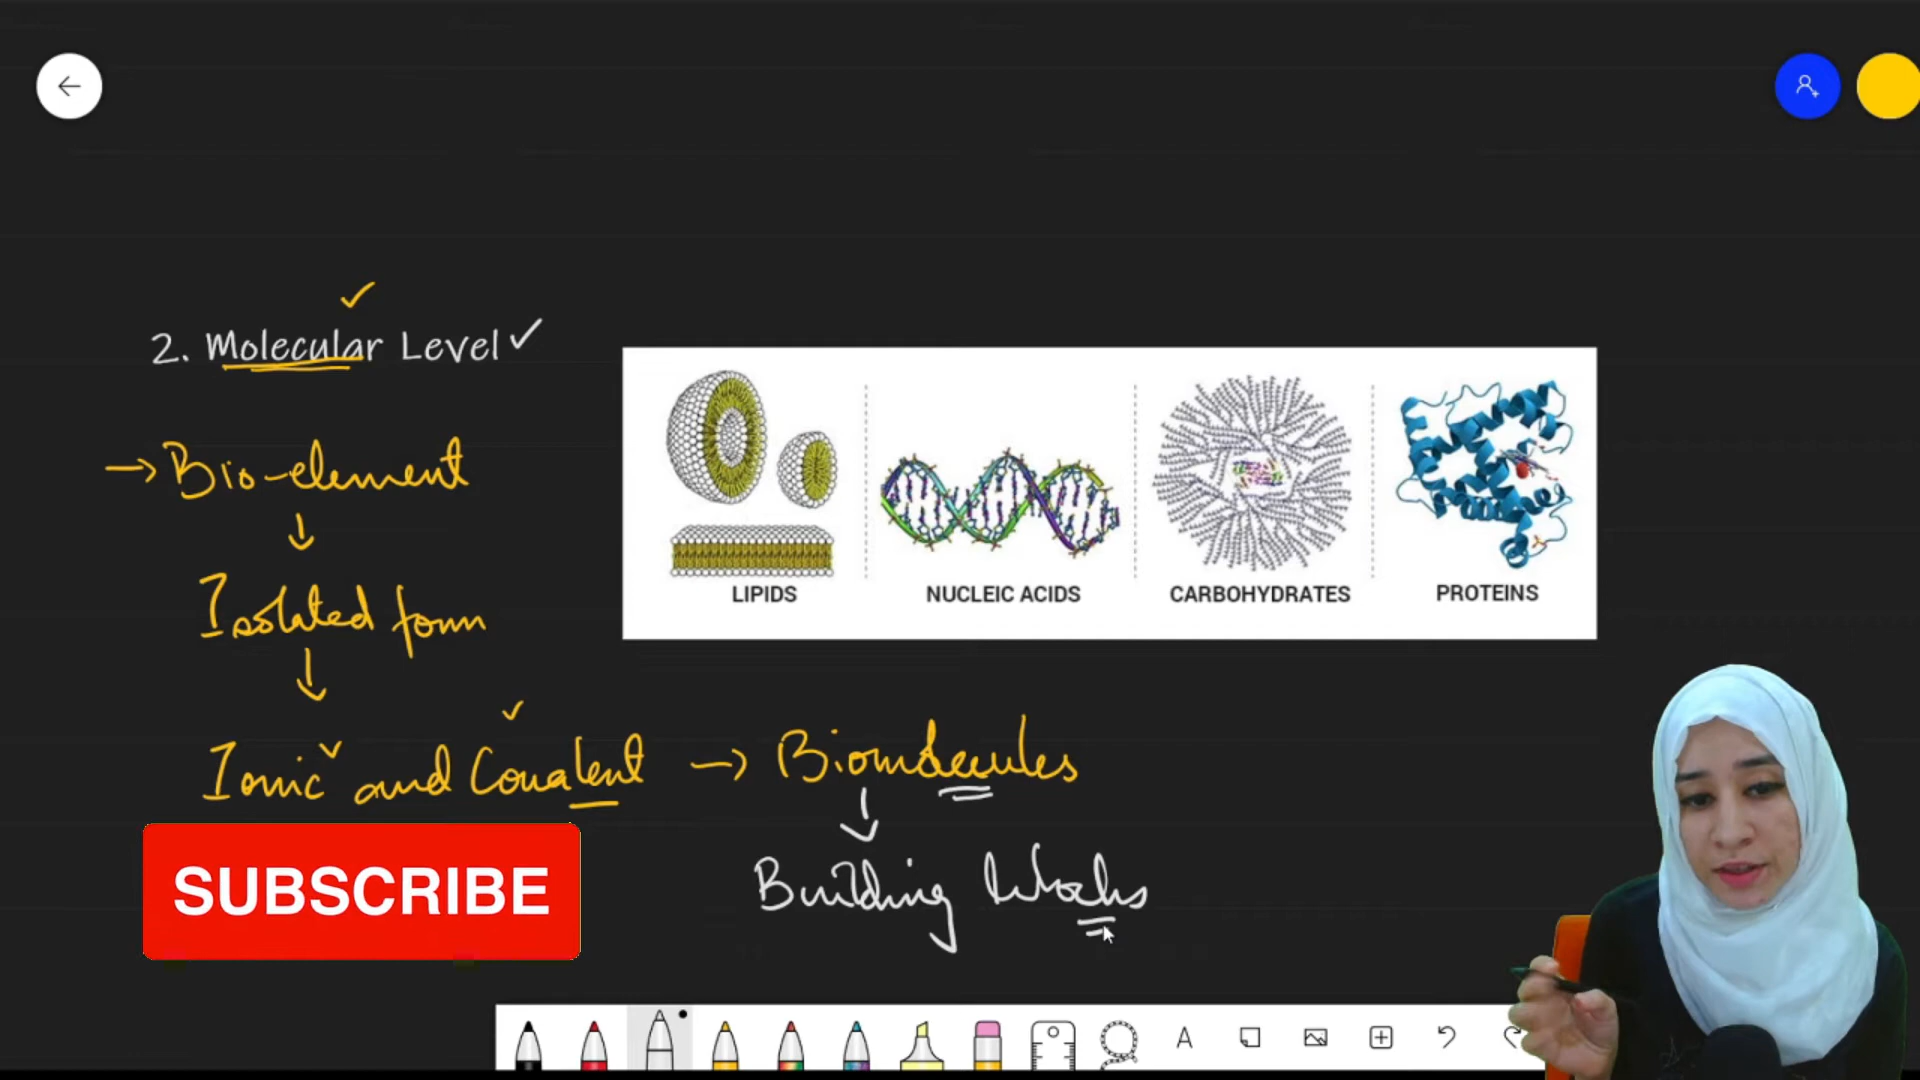 2. Molecular Level
→ Bio-element
↓
Isolated form
↓
Ionic and Covalent → Biomolecules
↓
Building blocks
LIPIDS
NUCLEIC ACIDS
CARBOHYDRATES
PROTEINS
SUBSCRIBE
A